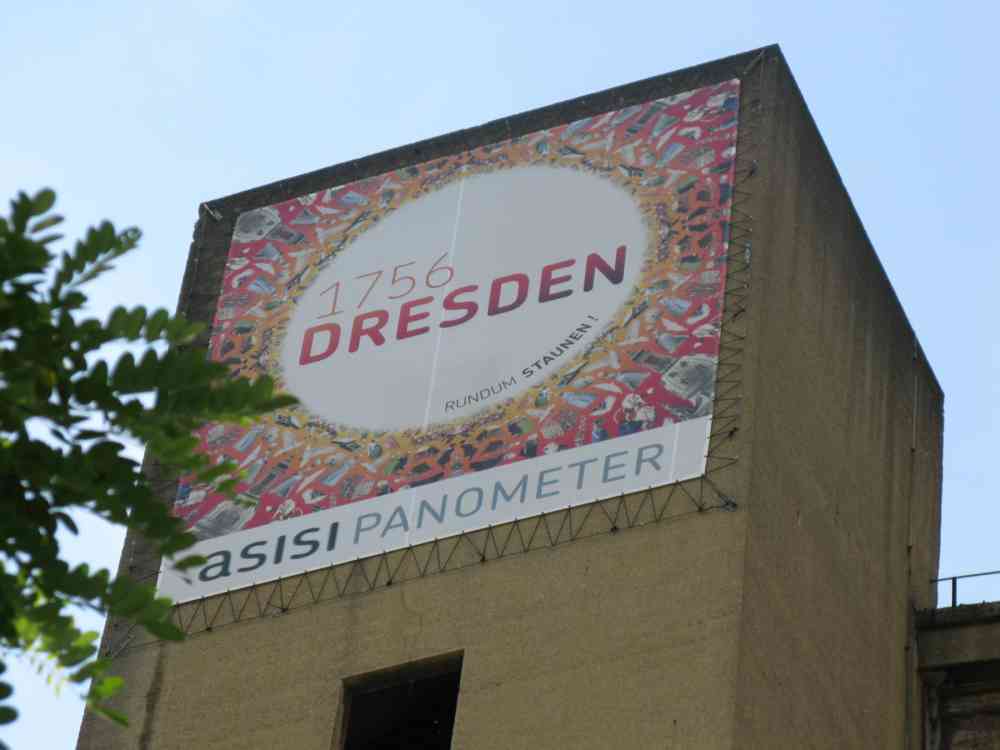 1756
DRESDEN
RUNDUM STAUNEN!
asisi PANOMETER